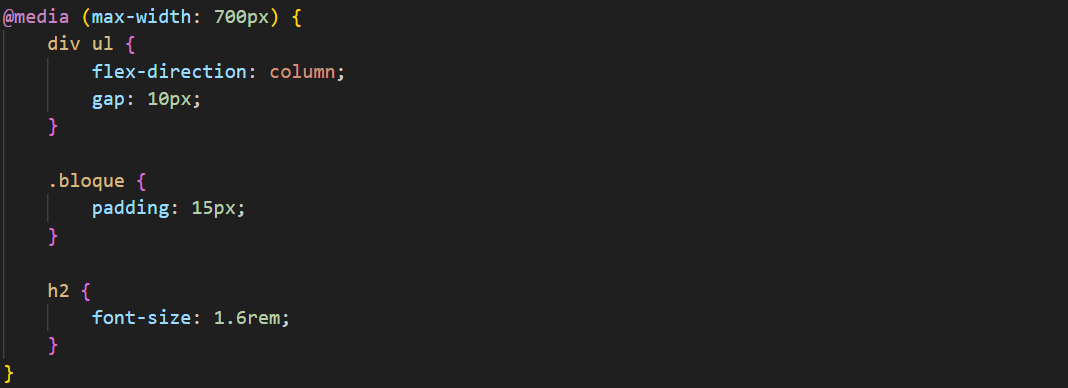 @media (max-width: 700px) {
    div ul {
        flex-direction: column;
        gap: 10px;
    }

    .bloque {
        padding: 15px;
    }

    h2 {
        font-size: 1.6rem;
    }
}